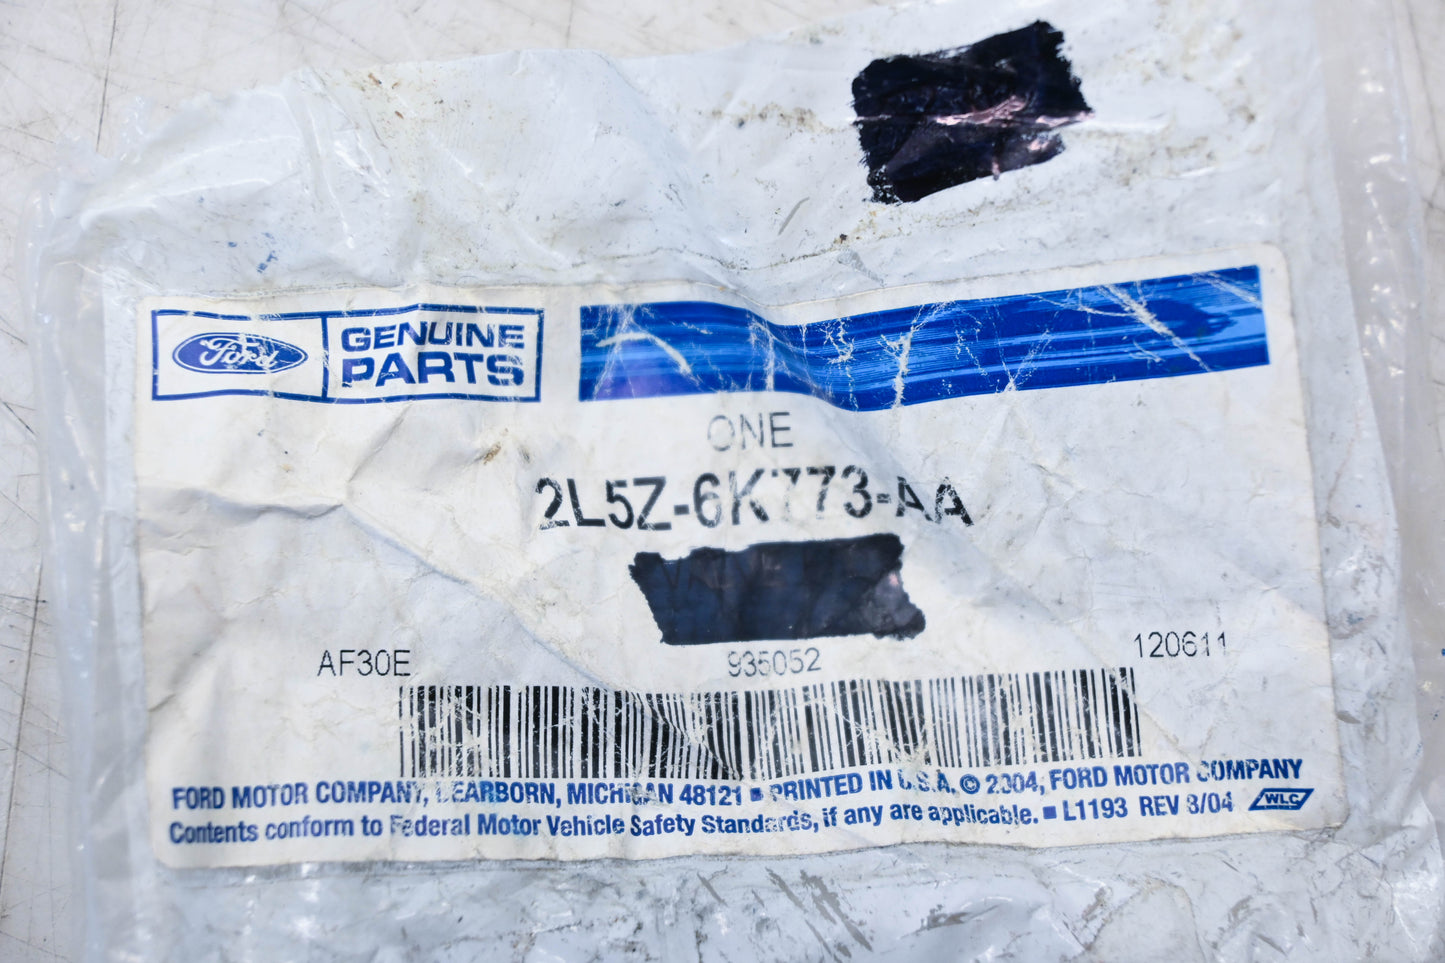 Ford GENUINE
PARTS
ONE
2L5Z-6K773-AA
AF30E 935052 120611
FORD MOTOR COMPANY, DEARBORN, MICHIGAN 48121 ■ PRINTED IN U.S.A. © 2004, FORD MOTOR COMPANY
Contents conform to Federal Motor Vehicle Safety Standards, if any are applicable. ■ L1193 REV 3/04 WLC